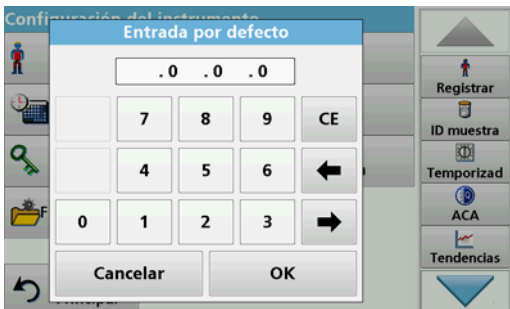 Configuración del instrumento
Entrada por defecto
.0 .0 .0
7 8 9 CE
4 5 6
0 1 2 3
Cancelar OK
Principal
Registrar
ID muestra
Temporizad
ACA
Tendencias